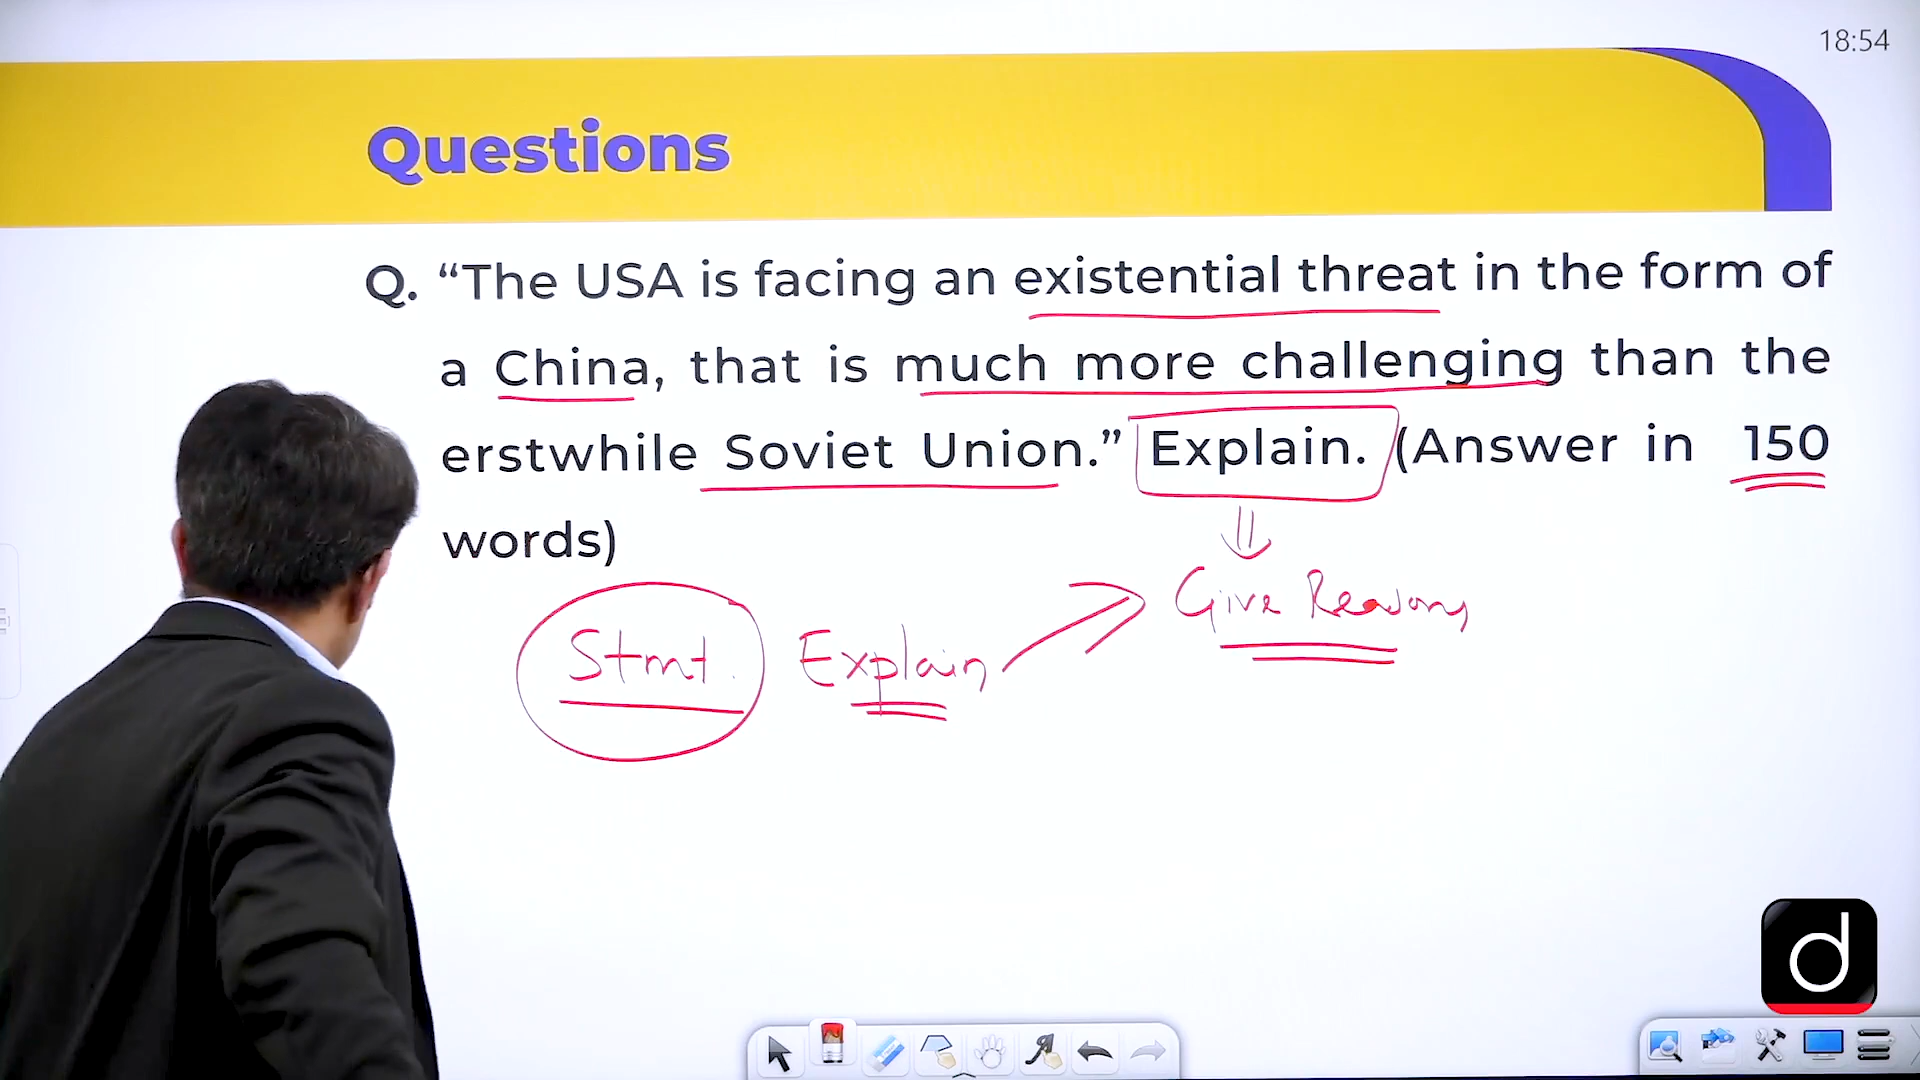 18:54
Questions
Q. “The USA is facing an existential threat in the form of
a China, that is much more challenging than the
erstwhile Soviet Union.” Explain. (Answer in 150
words)
Give Reasons
Stmt. Explain
d